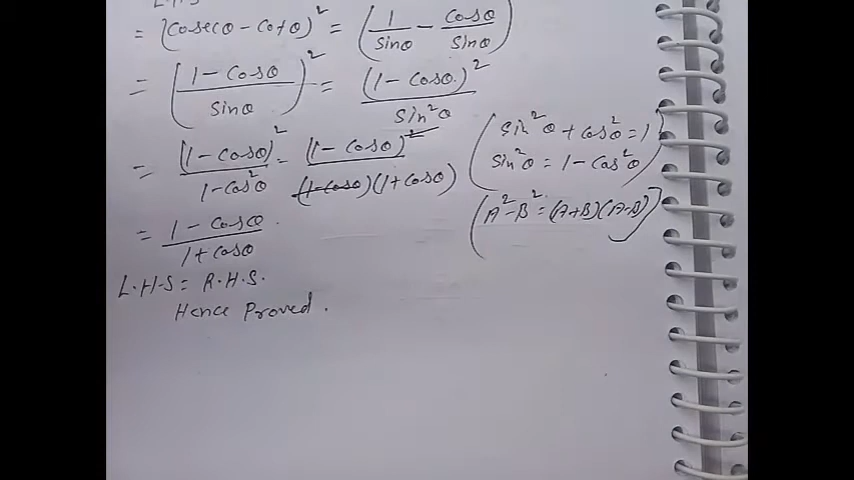 L.H.S
= (Cosecθ - Cotθ)² = (1/Sinθ - Cosθ/Sinθ)²
= ((1 - Cosθ)/Sinθ)² = (1 - Cosθ)²/Sin²θ
= (1 - Cosθ)²/1 - Cos²θ = (1 - Cosθ)²/(1 - Cosθ)(1 + Cosθ)
(Sin²θ + Cos²θ = 1
Sin²θ = 1 - Cos²θ)
(A² - B² = (A+B)(A-B))
= 1 - Cosθ/1 + Cosθ
L.H.S = R.H.S.
Hence Proved.